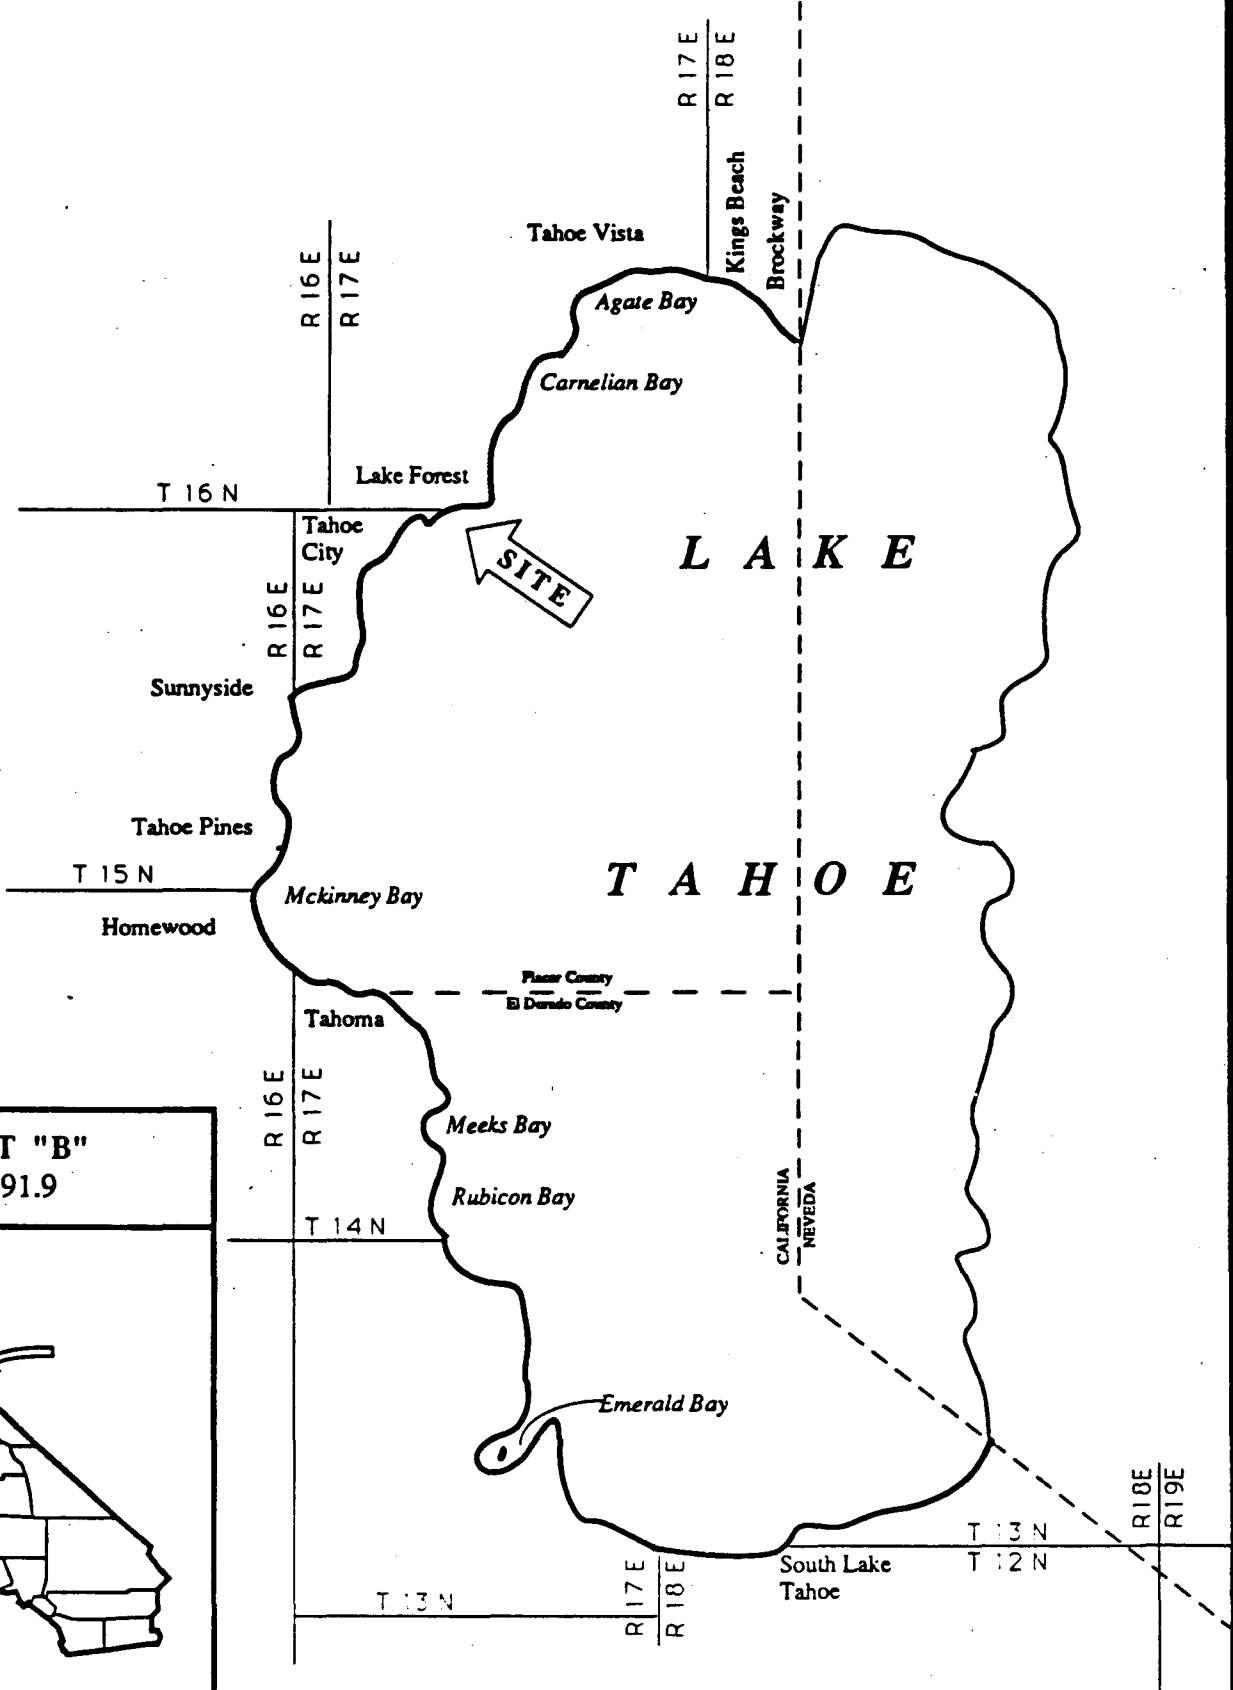 R 17 E
R 18 E
Kings Beach
Brockway
Tahoe Vista
R 16 E
R 17 E
Agate Bay
Carnelian Bay
Lake Forest
T 16 N
Tahoe
City
SITE
LAKE
R 16 E
R 17 E
Sunnyside
Tahoe Pines
T 15 N
Mckinney Bay
TAHOE
Homewood
Placer County
El Dorado County
Tahoma
R 16 E
R 17 E
Meeks Bay
T "B"
91.9
Rubicon Bay
CALIFORNIA
NEVEDA
T 14 N
Emerald Bay
R 18 E
R 19 E
T 13 N
T 12 N
South Lake
Tahoe
R 17 E
R 18 E
T 13 N